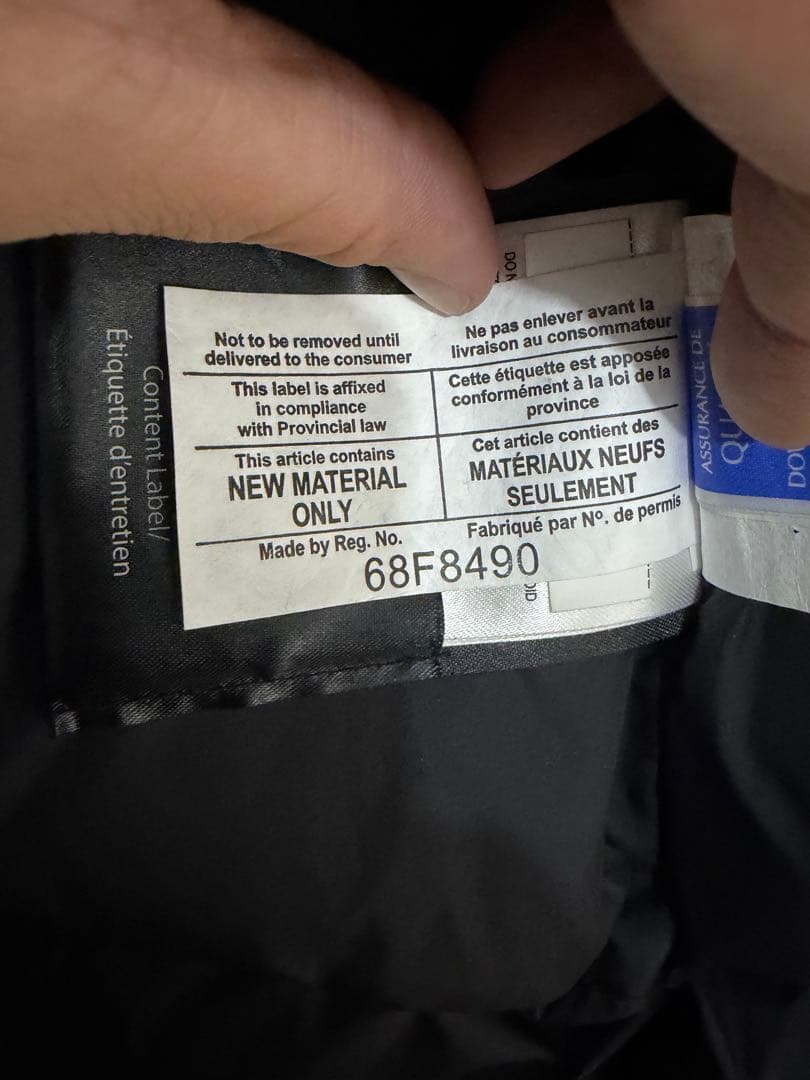 Not to be removed until
delivered to the consumer
Ne pas enlever avant la
livraison au consommateur
This label is affixed
in compliance
with Provincial law
Cette étiquette est apposée
conformément à la loi de la
province
This article contains
NEW MATERIAL
ONLY
Cet article contient des
MATÉRIAUX NEUFS
SEULEMENT
Made by Reg. No.
Fabriqué par Nº. de permis
68F8490
Content Label/
Étiquette d'entretien
ASSURANCE DE